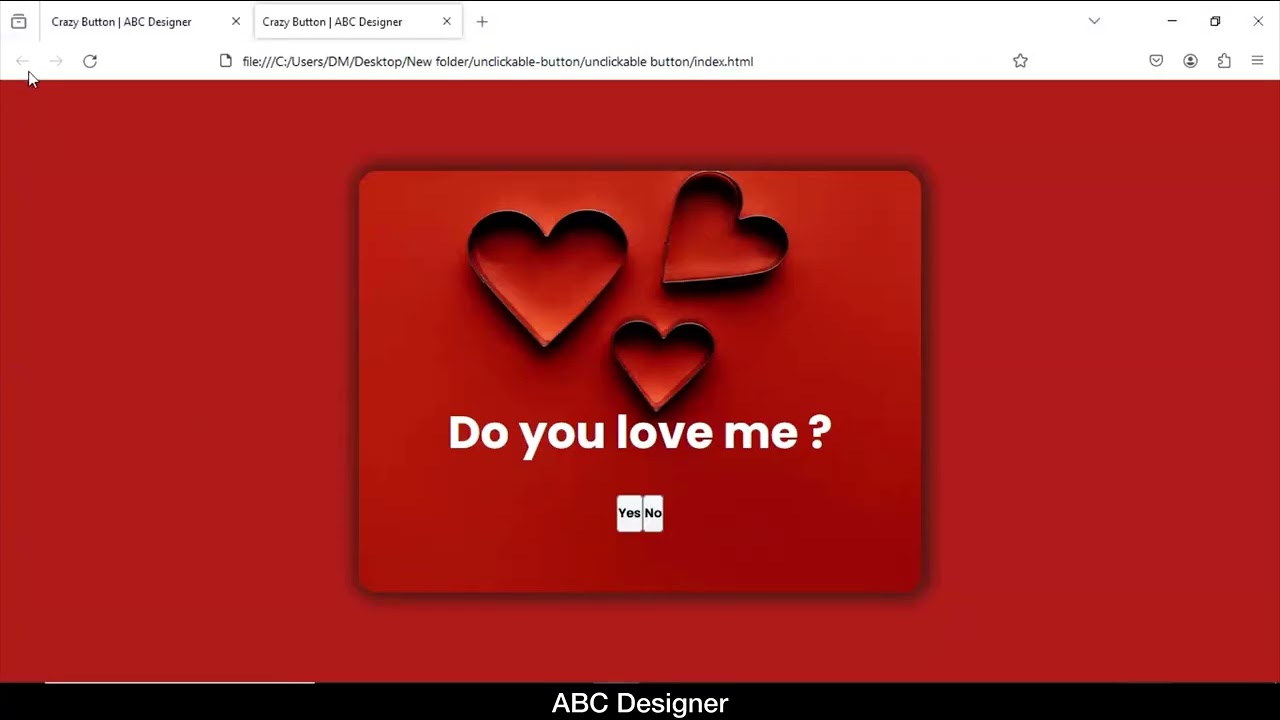 Crazy Button | ABC Designer
Crazy Button | ABC Designer
file:///C:/Users/DM/Desktop/New folder/unclickable-button/unclickable button/index.html
Do you love me ?
Yes No
ABC Designer